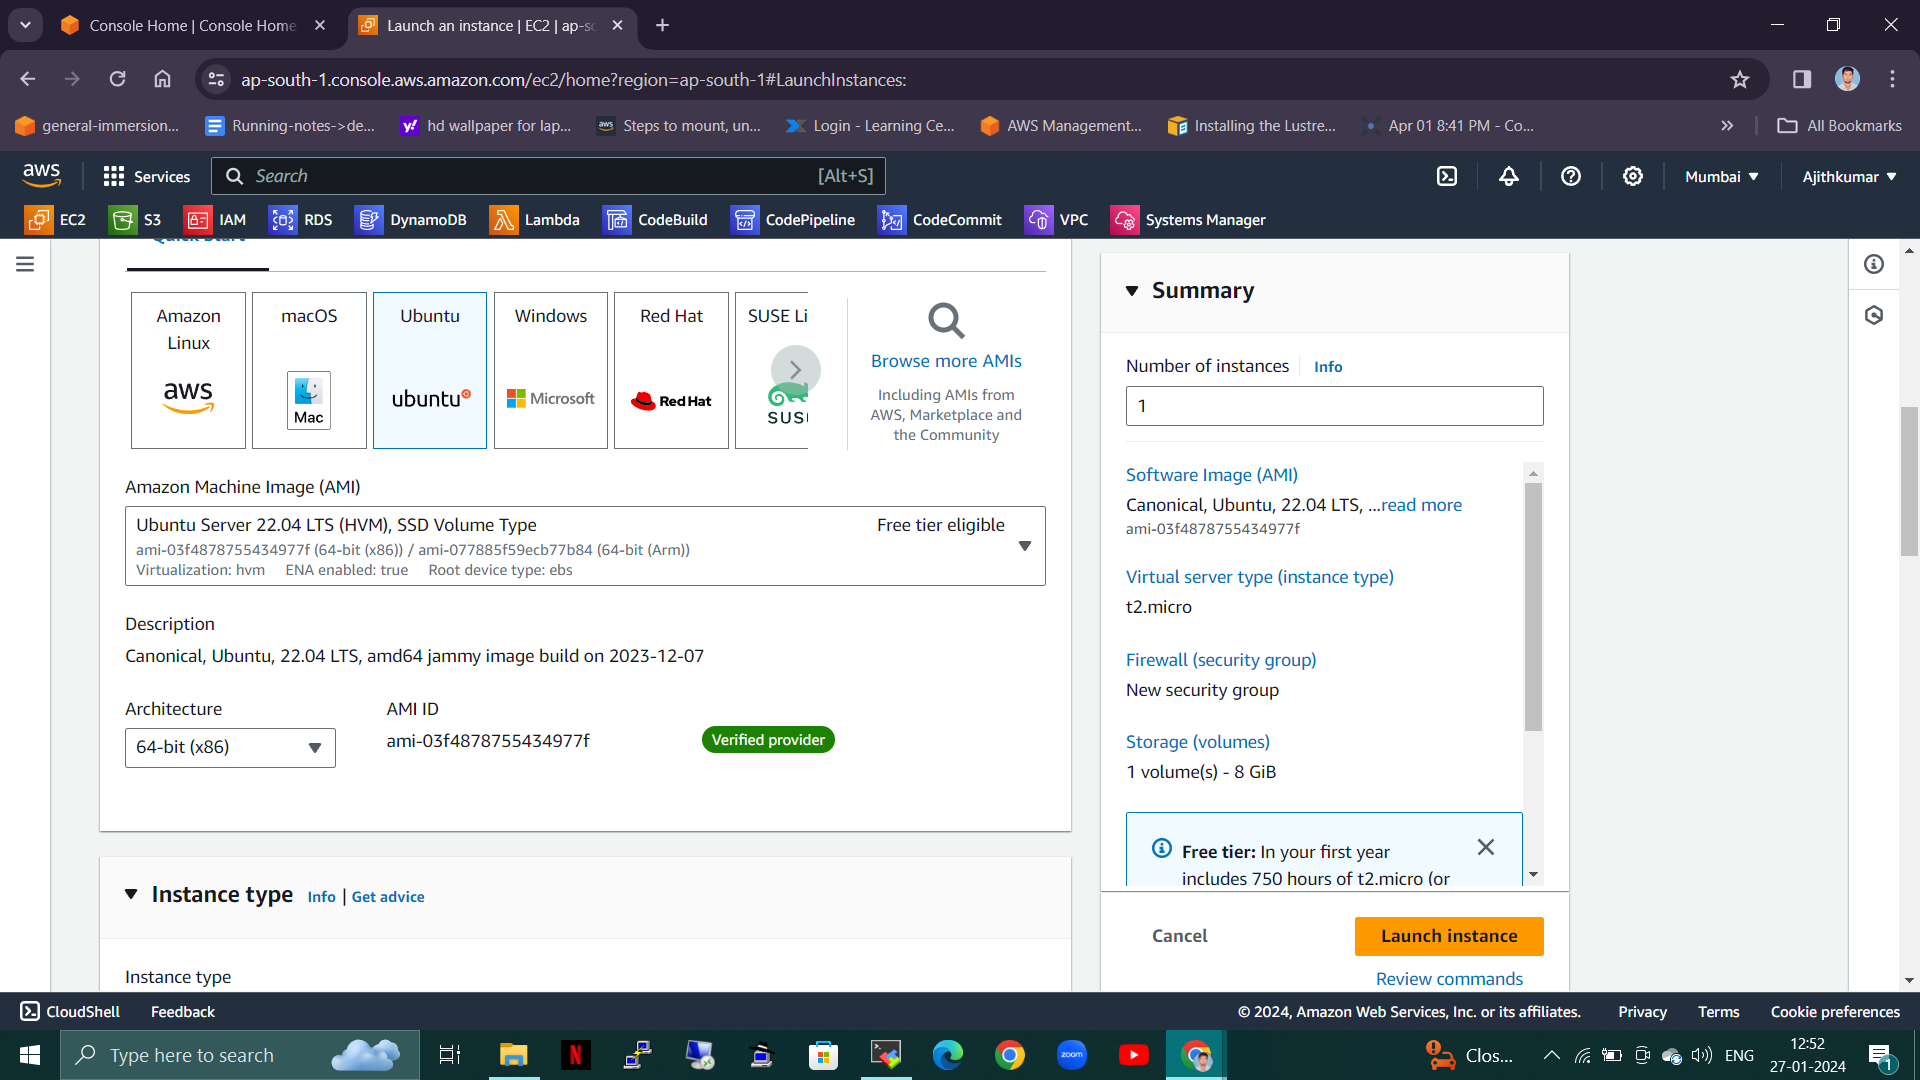 Console Home | Console Home
Launch an instance | EC2 | ap-so
ap-south-1.console.aws.amazon.com/ec2/home?region=ap-south-1#LaunchInstances:
general-immersion...
Running-notes->de...
hd wallpaper for lap...
Steps to mount, un...
Login - Learning Ce...
AWS Management...
Installing the Lustre...
Apr 01 8:41 PM - Co...
All Bookmarks
aws
Services
Search
[Alt+S]
Mumbai
Ajithkumar
EC2
S3
IAM
RDS
DynamoDB
Lambda
CodeBuild
CodePipeline
CodeCommit
VPC
Systems Manager
Quick Start
Amazon
Linux
aws
macOS
Mac
Ubuntu
ubuntu
Windows
Microsoft
Red Hat
Red Hat
SUSE Li
SUS
Browse more AMIs
Including AMIs from
AWS, Marketplace and
the Community
Amazon Machine Image (AMI)
Ubuntu Server 22.04 LTS (HVM), SSD Volume Type
Free tier eligible
ami-03f4878755434977f (64-bit (x86)) / ami-077885f59ecb77b84 (64-bit (Arm))
Virtualization: hvm ENA enabled: true Root device type: ebs
Description
Canonical, Ubuntu, 22.04 LTS, amd64 jammy image build on 2023-12-07
Architecture
64-bit (x86)
AMI ID
ami-03f4878755434977f
Verified provider
Instance type
Info | Get advice
Instance type
Summary
Number of instances
Info
1
Software Image (AMI)
Canonical, Ubuntu, 22.04 LTS, ...read more
ami-03f4878755434977f
Virtual server type (instance type)
t2.micro
Firewall (security group)
New security group
Storage (volumes)
1 volume(s) - 8 GiB
Free tier: In your first year
includes 750 hours of t2.micro (or
Cancel
Launch instance
Review commands
CloudShell
Feedback
© 2024, Amazon Web Services, Inc. or its affiliates.
Privacy
Terms
Cookie preferences
Type here to search
N
zoom
Clos...
ENG
12:52
27-01-2024
1